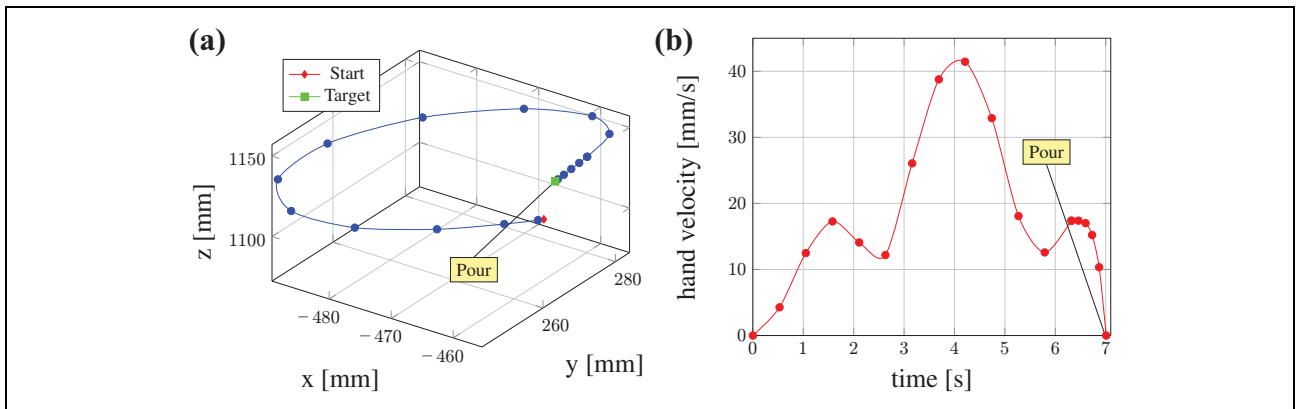 (a)
Start
Target
1150
1100
z [mm]
Pour
−480
−470
−460
x [mm]
260
280
y [mm]
(b)
hand velocity [mm/s]
40
30
20
10
0
Pour
0 1 2 3 4 5 6 7
time [s]